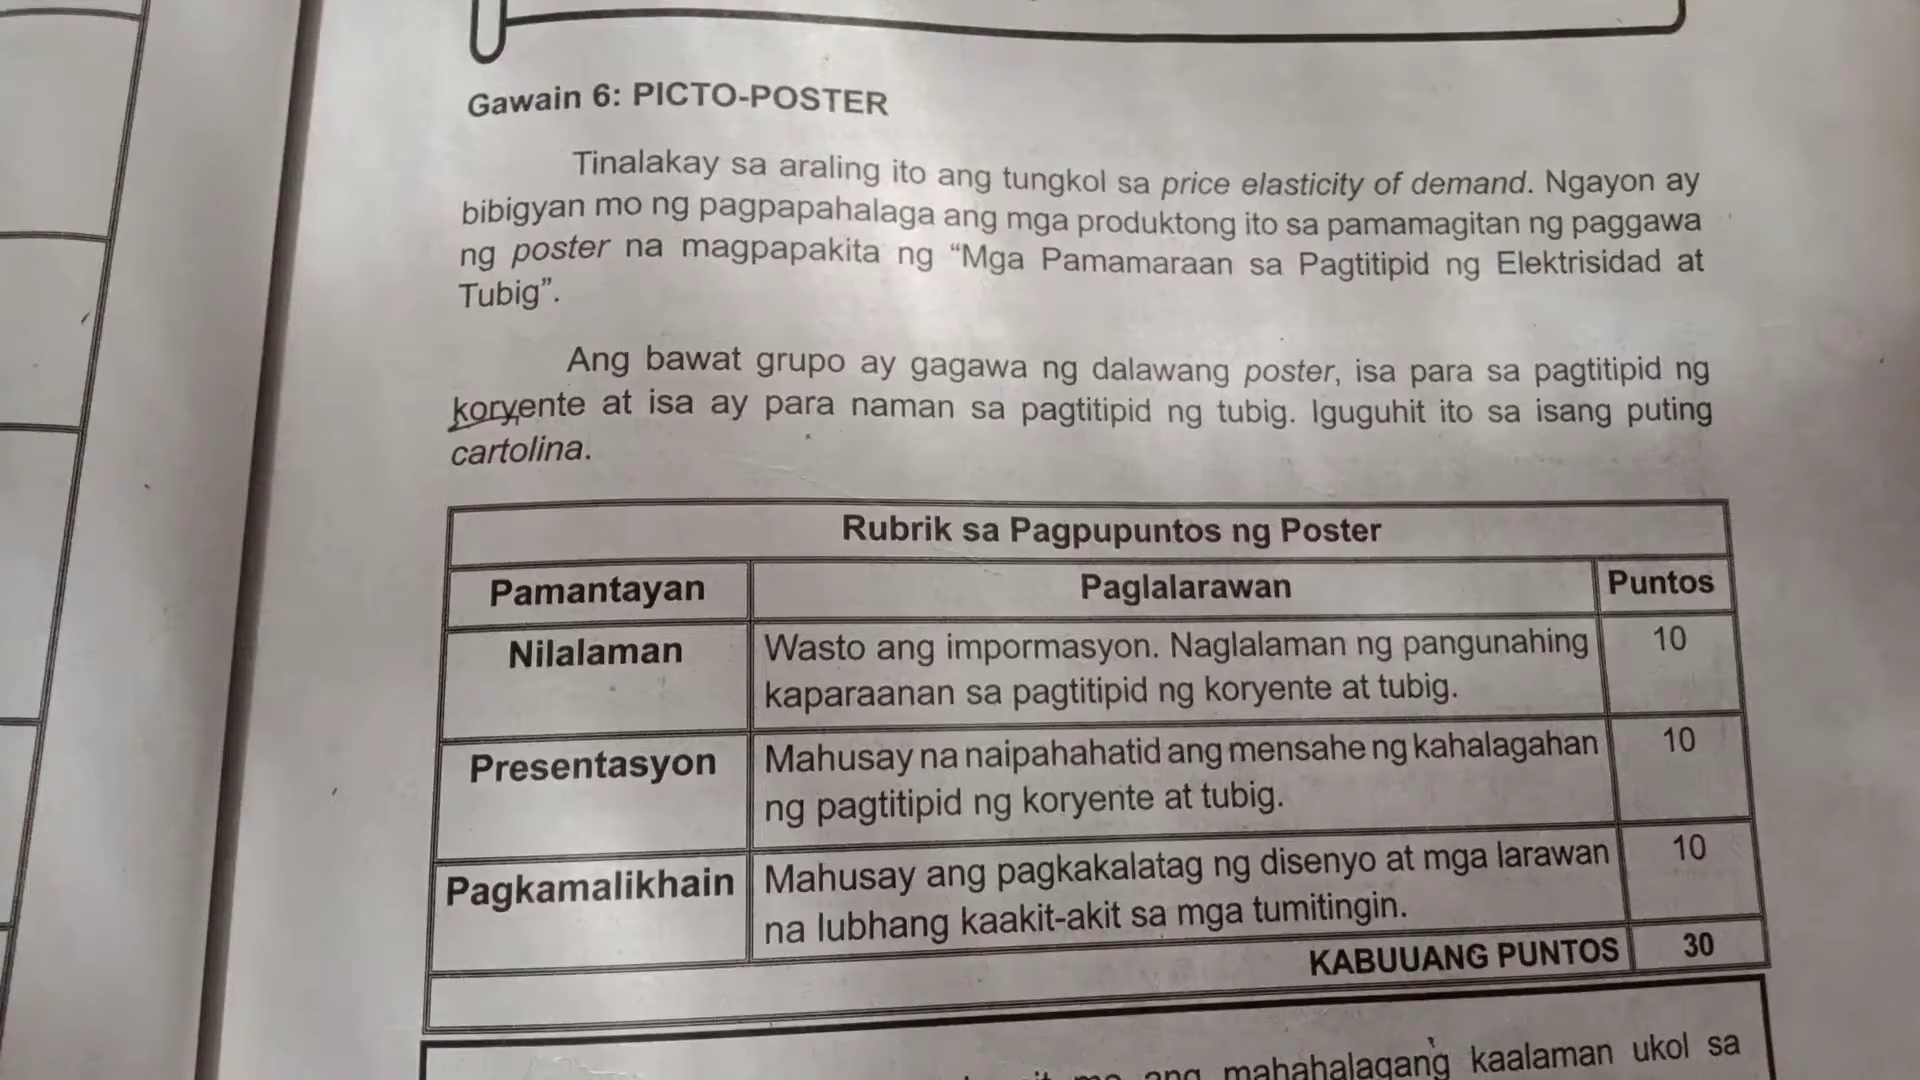 Gawain 6: PICTO-POSTER
Tinalakay sa araling ito ang tungkol sa price elasticity of demand. Ngayon ay
bibigyan mo ng pagpapahalaga ang mga produktong ito sa pamamagitan ng paggawa
ng poster na magpapakita ng “Mga Pamamaraan sa Pagtitipid ng Elektrisidad at
Tubig”.
Ang bawat grupo ay gagawa ng dalawang poster, isa para sa pagtitipid ng
koryente at isa ay para naman sa pagtitipid ng tubig. Iguguhit ito sa isang puting
cartolina.
Rubrik sa Pagpupuntos ng Poster
Pamantayan Paglalarawan Puntos
Nilalaman Wasto ang impormasyon. Naglalaman ng pangunahing 10
kaparaanan sa pagtitipid ng koryente at tubig.
Presentasyon Mahusay na naipahahatid ang mensahe ng kahalagahan 10
ng pagtitipid ng koryente at tubig.
Pagkamalikhain Mahusay ang pagkakalatag ng disenyo at mga larawan 10
na lubhang kaakit-akit sa mga tumitingin.
KABUUANG PUNTOS 30
mo ang mahahalagang kaalaman ukol sa